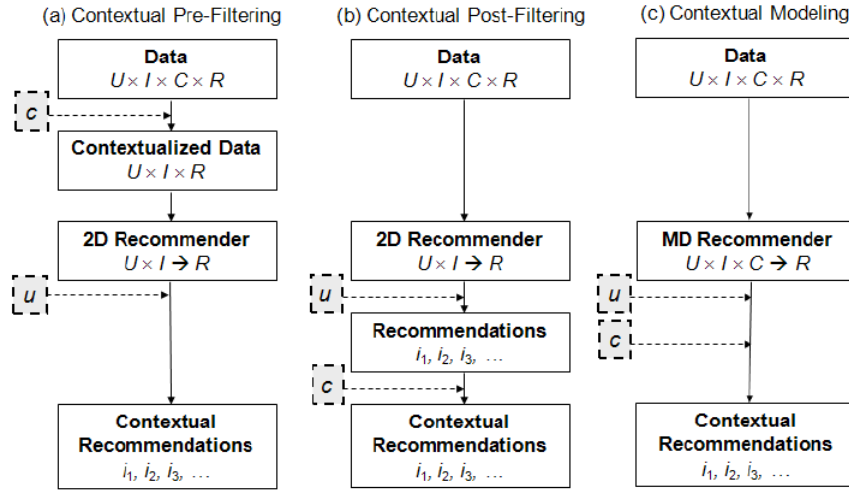 (a) Contextual Pre-Filtering
Data
U × I × C × R
c
Contextualized Data
U × I × R
2D Recommender
U × I → R
u
Contextual
Recommendations
i₁, i₂, i₃, …
(b) Contextual Post-Filtering
Data
U × I × C × R
2D Recommender
U × I → R
u
Recommendations
i₁, i₂, i₃, …
c
Contextual
Recommendations
i₁, i₂, i₃, …
(c) Contextual Modeling
Data
U × I × C × R
MD Recommender
U × I × C → R
u
c
Contextual
Recommendations
i₁, i₂, i₃, …